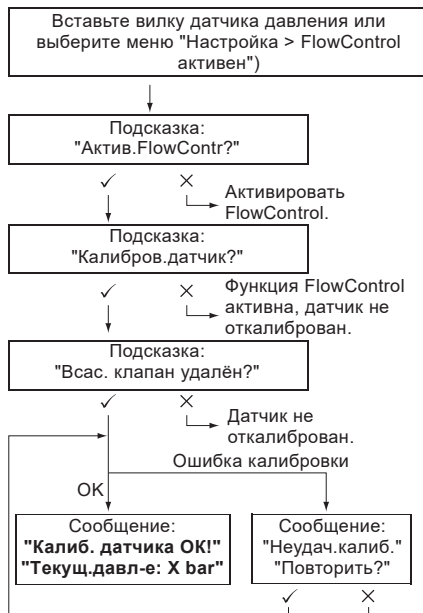 Вставьте вилку датчика давления или
выберите меню "Настройка > FlowControl
активен")
Подсказка:
"Актив.FlowContr?"
✓ ✕
Активировать
FlowControl.
Подсказка:
"Калибров.датчик?"
✓ ✕
Функция FlowControl
активна, датчик не
откалиброван.
Подсказка:
"Всас. клапан удалён?"
✓ ✕
Датчик не
откалиброван.
Ошибка калибровки
OK
Сообщение:
"Калиб. датчика ОК!"
"Текущ.давл-е: X bar"
Сообщение:
"Неудач.калиб."
"Повторить?"
✓ ✕